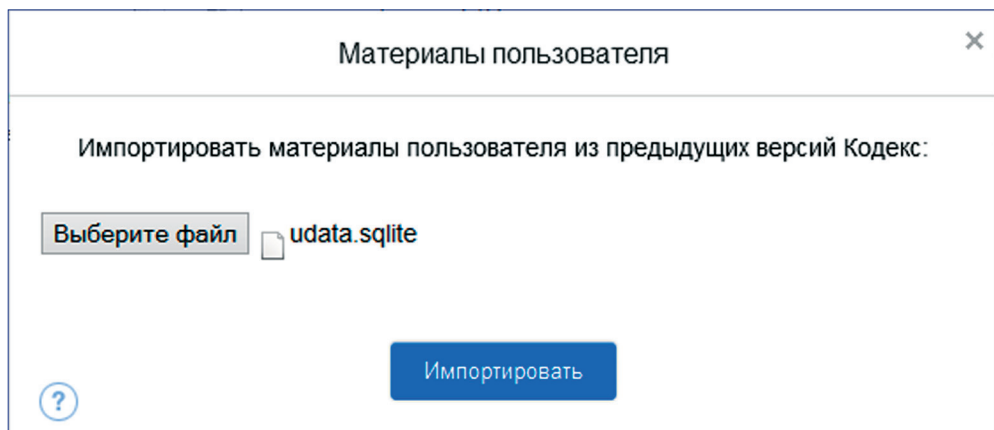 Материалы пользователя
Импортировать материалы пользователя из предыдущих версий Кодекс:
Выберите файл udata.sqlite
Импортировать
?